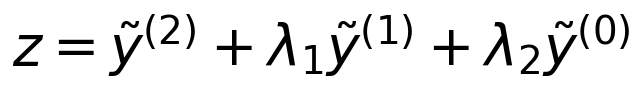 z = ỹ⁽²⁾ + λ₁ỹ⁽¹⁾ + λ₂ỹ⁽⁰⁾